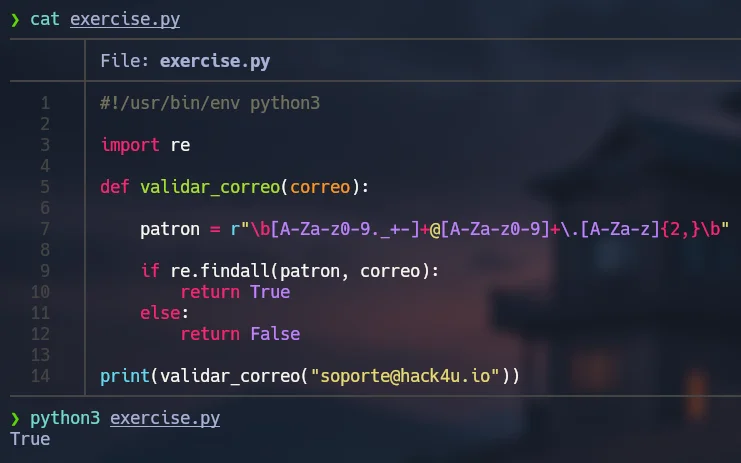 ❯ cat exercise.py
File: exercise.py
1 #!/usr/bin/env python3
2
3 import re
4
5 def validar_correo(correo):
6
7     patron = r"\b[A-Za-z0-9._+-]+@[A-Za-z0-9]+\.[A-Za-z]{2,}\b"
8
9     if re.findall(patron, correo):
10         return True
11     else:
12         return False
13
14 print(validar_correo("soporte@hack4u.io"))
❯ python3 exercise.py
True